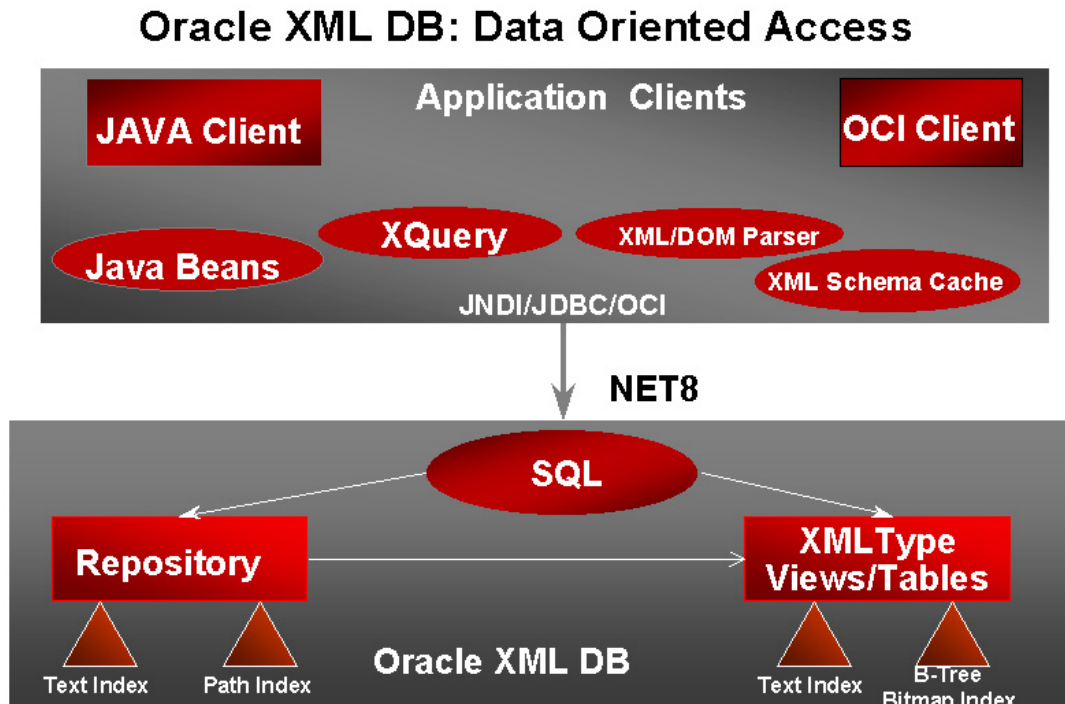 Oracle XML DB: Data Oriented Access
Application Clients
JAVA Client
OCI Client
XQuery
XML/DOM Parser
Java Beans
XML Schema Cache
JNDI/JDBC/OCI
NET8
SQL
Repository
XMLType
Views/Tables
Oracle XML DB
Text Index
Path Index
Text Index
B-Tree
Bitmap Index